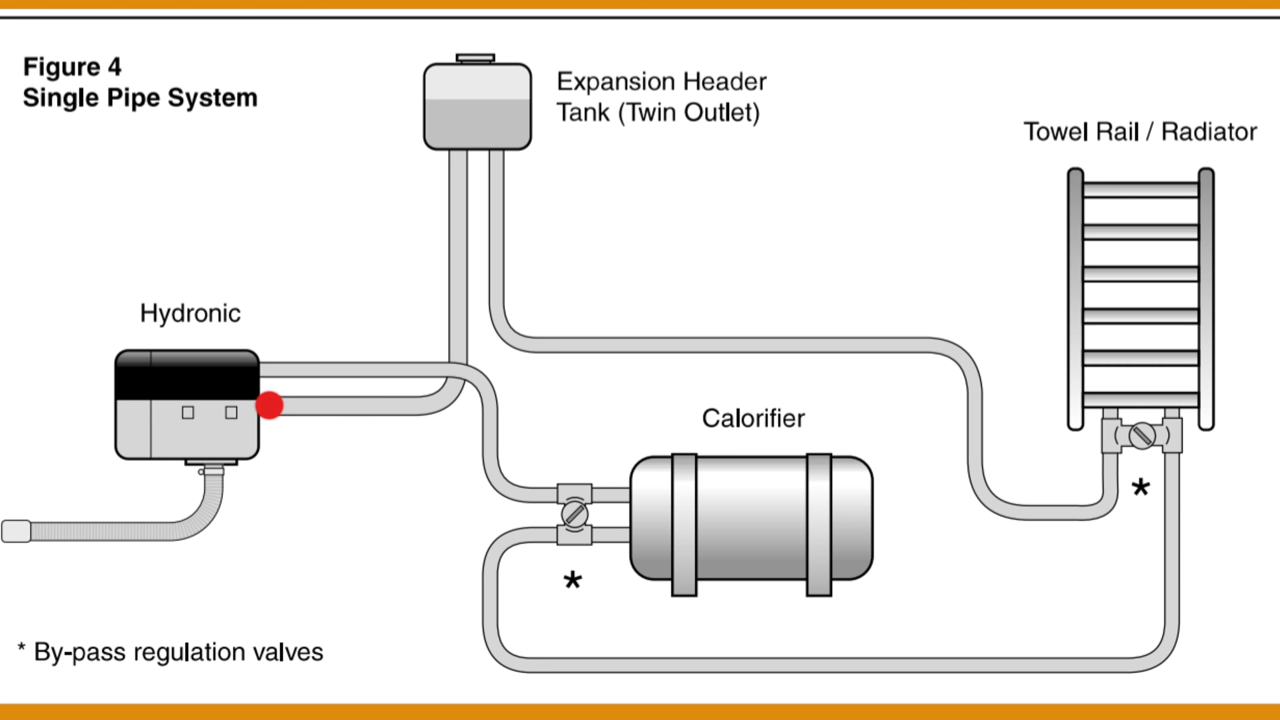 Figure 4
Single Pipe System
Expansion Header
Tank (Twin Outlet)
Towel Rail / Radiator
Hydronic
Calorifier
*
*
* By-pass regulation valves